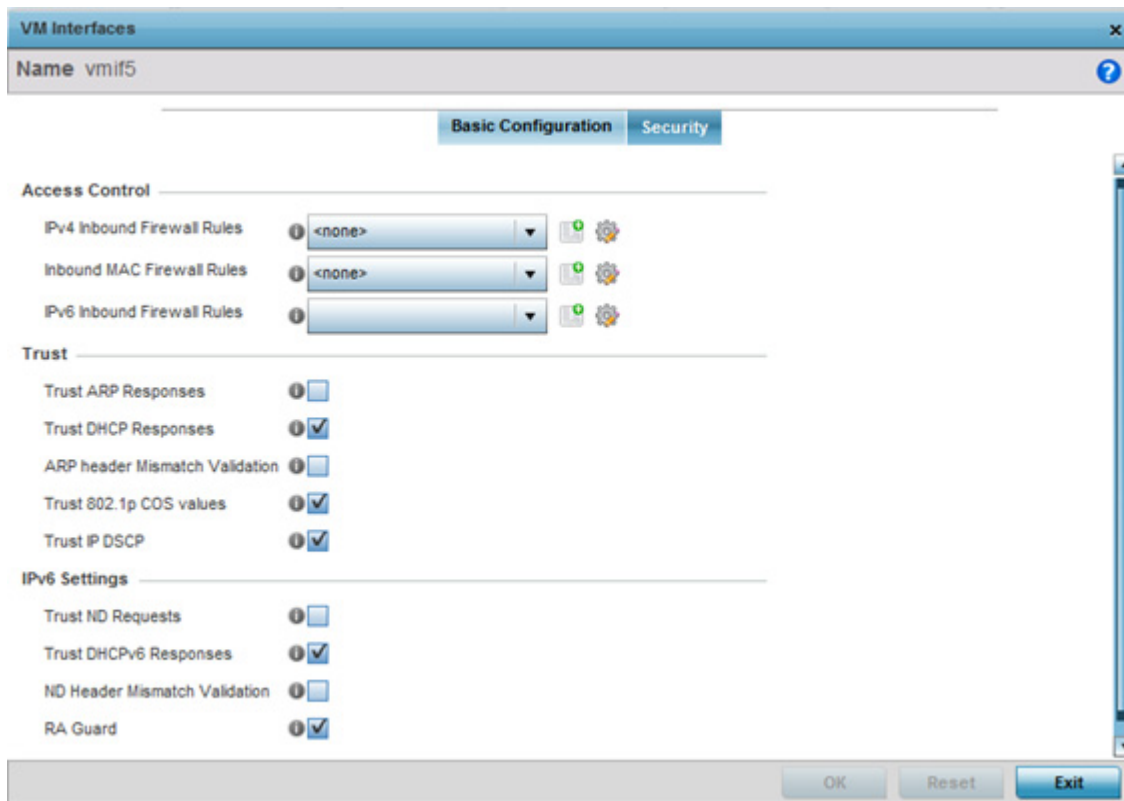 VM Interfaces
Name vmif5
Basic Configuration Security
Access Control
IPv4 Inbound Firewall Rules <none>
Inbound MAC Firewall Rules <none>
IPv6 Inbound Firewall Rules
Trust
Trust ARP Responses
Trust DHCP Responses
ARP header Mismatch Validation
Trust 802.1p COS values
Trust IP DSCP
IPv6 Settings
Trust ND Requests
Trust DHCPv6 Responses
ND Header Mismatch Validation
RA Guard
OK Reset Exit